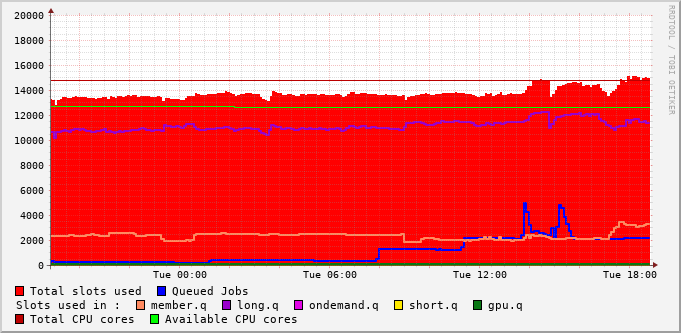 20000
18000
16000
14000
12000
10000
8000
6000
4000
2000
0
Tue 00:00 Tue 06:00 Tue 12:00 Tue 18:00
RRDTOOL / TOBI OETIKER
Total slots used Queued Jobs
Slots used in : member.q long.q ondemand.q short.q gpu.q
Total CPU cores Available CPU cores